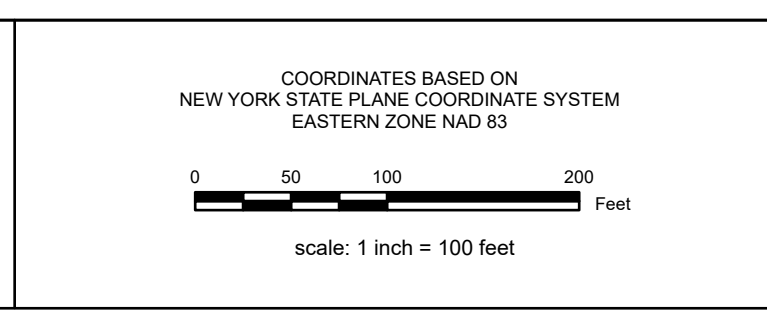 COORDINATES BASED ON
NEW YORK STATE PLANE COORDINATE SYSTEM
EASTERN ZONE NAD 83
0 50 100 200
Feet
scale: 1 inch = 100 feet